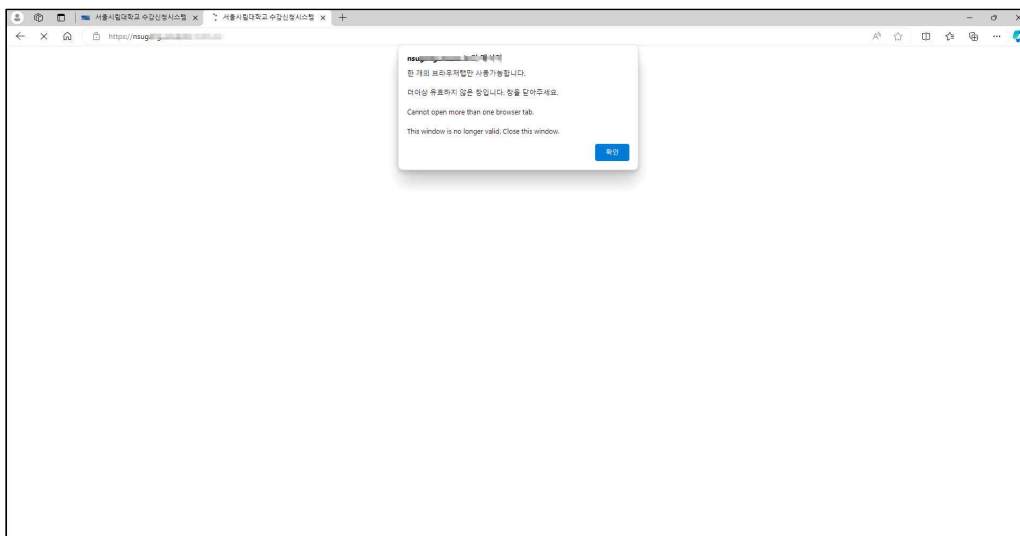 서울시립대학교 수강신청시스템
서울시립대학교 수강신청시스템
https://nsug
nsug
한 개의 브라우저탭만 사용가능합니다.
더이상 유효하지 않은 창입니다. 창을 닫아주세요.
Cannot open more than one browser tab.
This window is no longer valid. Close this window.
확인